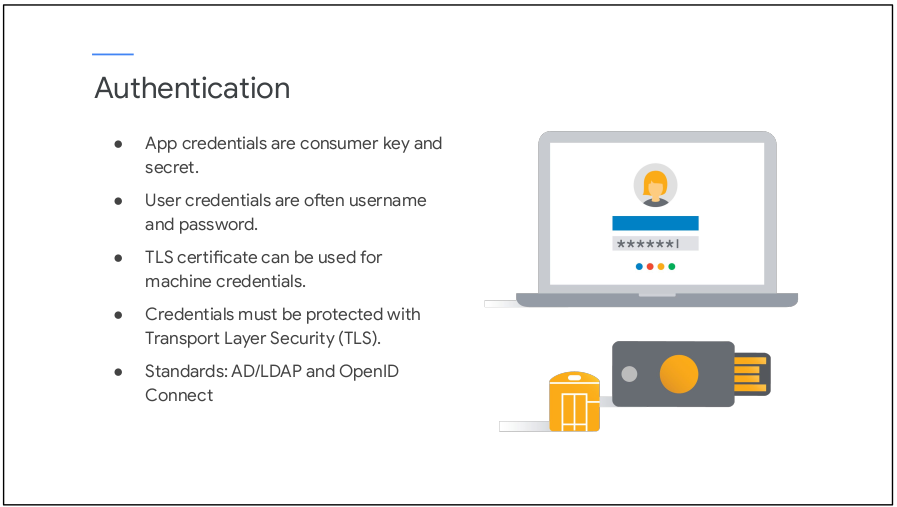 Authentication
● App credentials are consumer key and
secret.
● User credentials are often username
and password.
● TLS certificate can be used for
machine credentials.
● Credentials must be protected with
Transport Layer Security (TLS).
● Standards: AD/LDAP and OpenID
Connect
******|